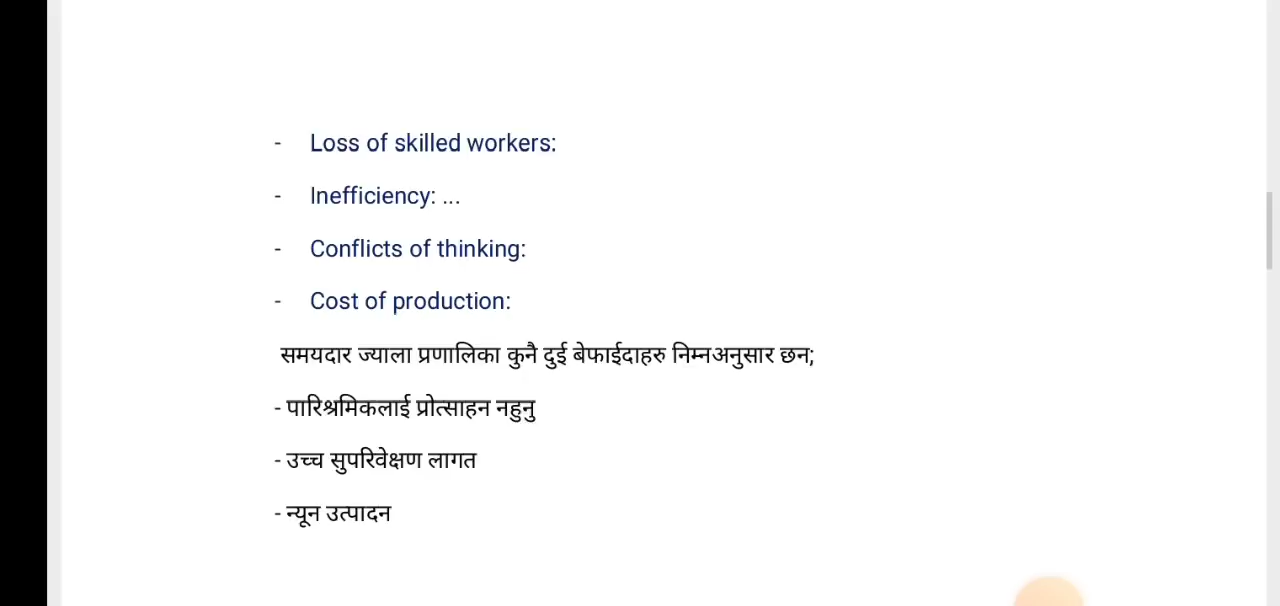 - Loss of skilled workers:
- Inefficiency: ...
- Conflicts of thinking:
- Cost of production:
समयदार ज्याला प्रणालिका कुनै दुई बेफाईदाहरु निम्नअनुसार छन;
- पारिश्रमिकलाई प्रोत्साहन नहुनु
- उच्च सुपरिवेक्षण लागत
- न्यून उत्पादन